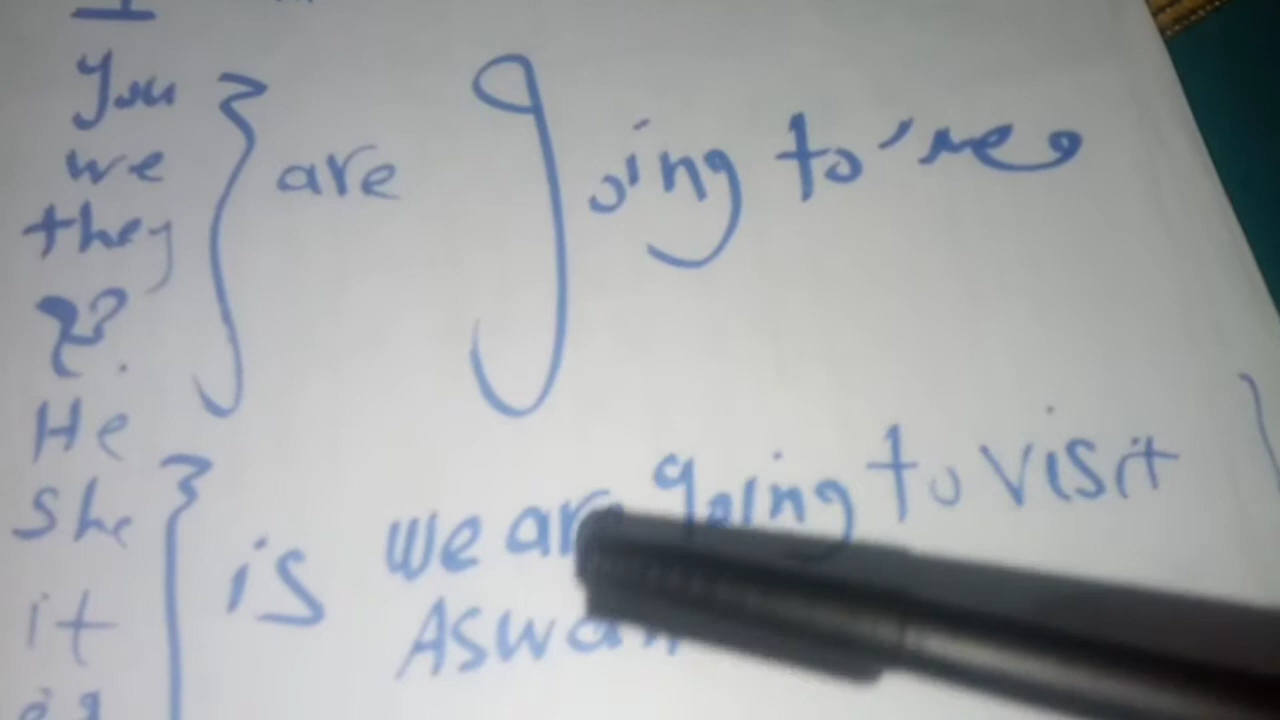 I
You
we } are going to
they
He
She } is
it
we are going to visit
Aswan